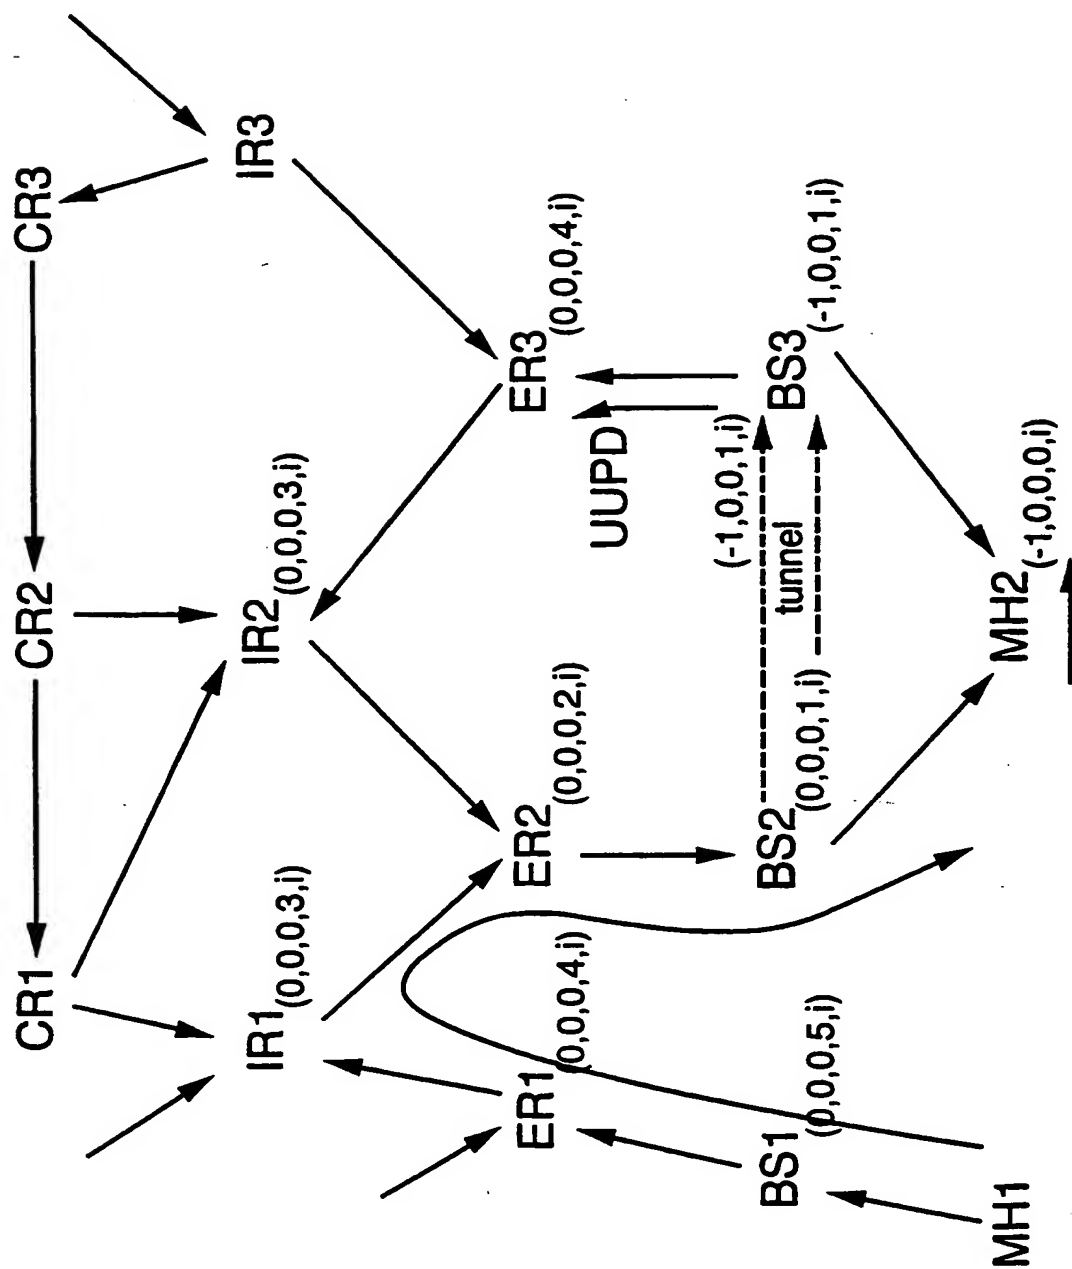 CR1
CR2
CR3
IR1(0,0,0,3,i)
IR2(0,0,0,3,i)
IR3
ER1(0,0,0,4,i)
ER2(0,0,0,2,i)
ER3(0,0,0,4,i)
UUPD
BS1(0,0,0,5,i)
BS2(0,0,0,1,i)
(-1,0,0,1,i)
tunnel
BS3(-1,0,0,1,i)
MH1
MH2(-1,0,0,0,i)